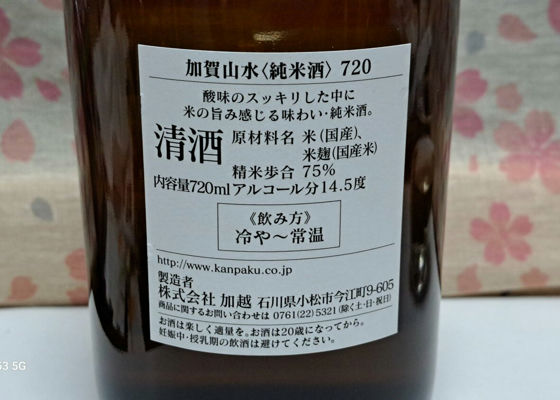 加賀山水〈純米酒〉 720
酸味のスッキリした中に
米の旨み感じる味わい・純米酒。
清酒 原材料名 米(国産)、
米麹(国産米)
精米歩合 75%
内容量720mlアルコール分14.5度
《飲み方》
冷や〜常温
http://www.kanpaku.co.jp
製造者
株式会社 加越 石川県小松市今江町9-605
商品に関するお問い合わせは 0761(22)5321(除く土・日・祝日)
お酒は楽しく適量を。お酒は20歳になってから。
妊娠中・授乳期の飲酒は避けてください。
53 5G